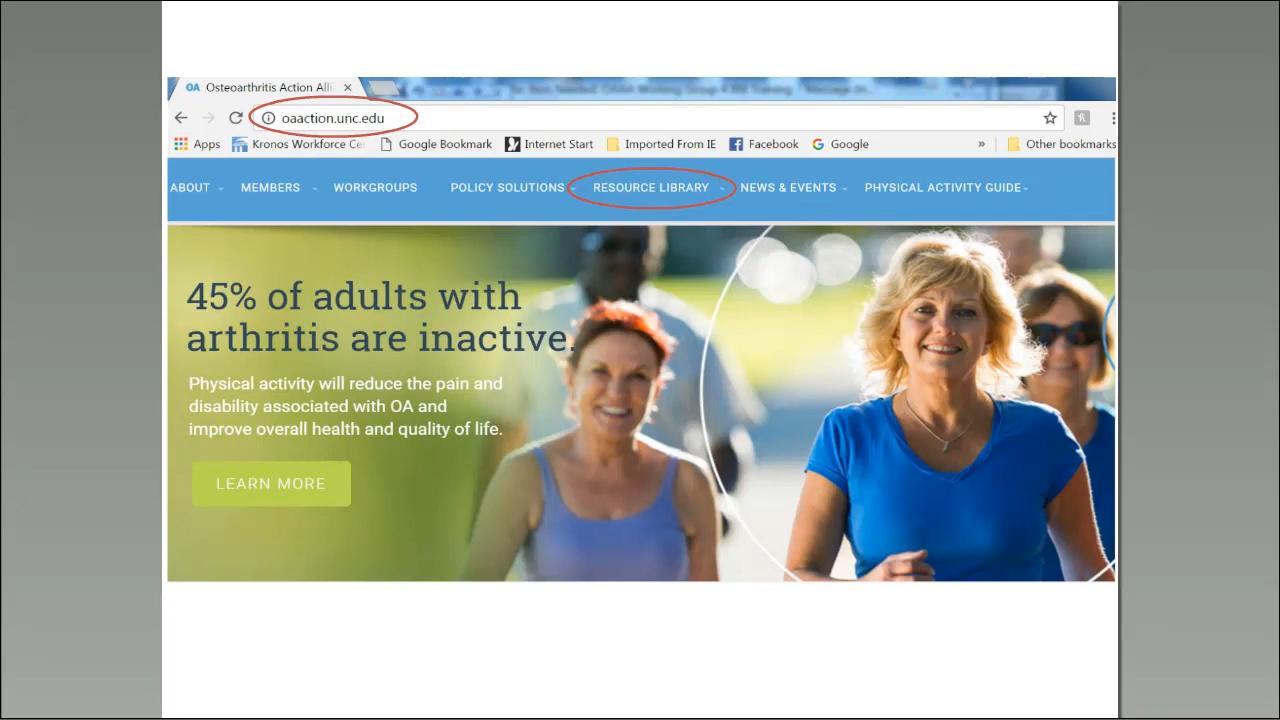 OA Osteoarthritis Action Alli ×
oaaction.unc.edu
Apps Kronos Workforce Ce Google Bookmark Internet Start Imported From IE Facebook Google » Other bookmarks
ABOUT MEMBERS WORKGROUPS POLICY SOLUTIONS RESOURCE LIBRARY NEWS & EVENTS PHYSICAL ACTIVITY GUIDE
45% of adults with
arthritis are inactive.
Physical activity will reduce the pain and
disability associated with OA and
improve overall health and quality of life.
LEARN MORE